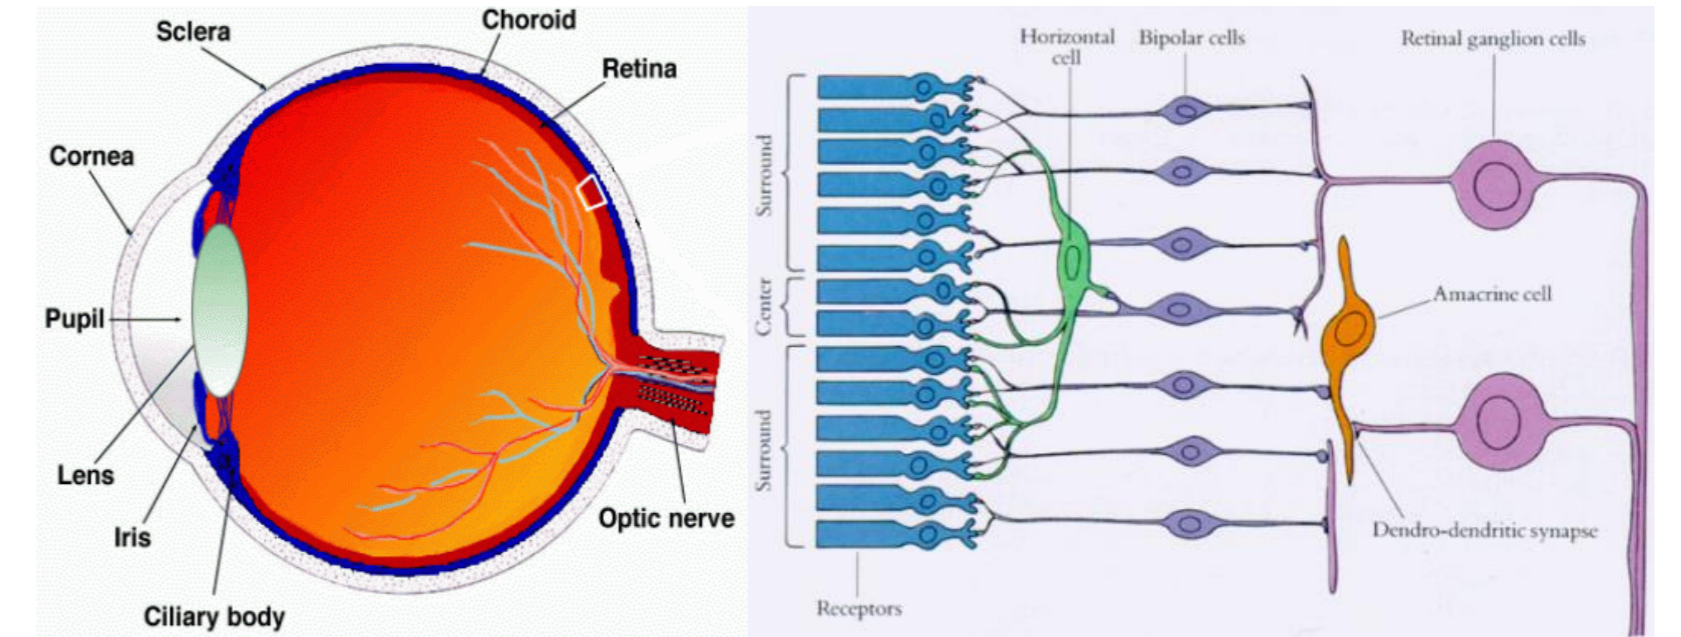 Sclera
Choroid
Retina
Cornea
Pupil
Lens
Iris
Ciliary body
Optic nerve
Horizontal
cell
Bipolar cells
Retinal ganglion cells
Surround
Center
Surround
Amacrine cell
Dendro-dendritic synapse
Receptors